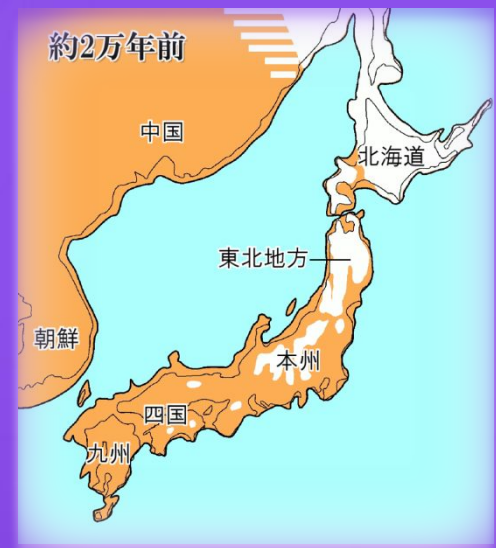 約2万年前
中国
北海道
東北地方
朝鮮
本州
四国
九州